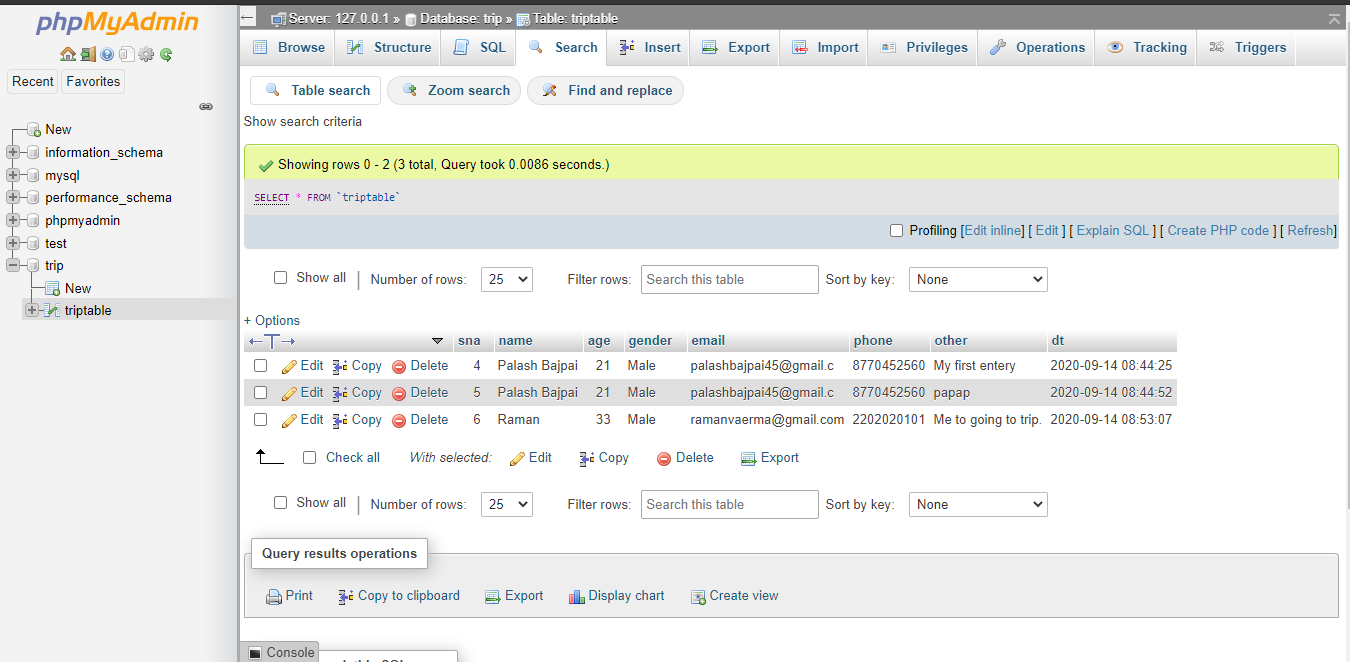 phpMyAdmin
Recent Favorites
New
information_schema
mysql
performance_schema
phpmyadmin
test
trip
New
triptable
Server: 127.0.0.1 » Database: trip » Table: triptable
Browse Structure SQL Search Insert Export Import Privileges Operations Tracking Triggers
Table search Zoom search Find and replace
Show search criteria
Showing rows 0 - 2 (3 total, Query took 0.0086 seconds.)
SELECT * FROM `triptable`
Profiling [Edit inline] [ Edit ] [ Explain SQL ] [ Create PHP code ] [ Refresh]
Show all | Number of rows: 25 Filter rows: Search this table Sort by key: None
+ Options
←T→ sna name age gender email phone other dt
Edit Copy Delete 4 Palash Bajpai 21 Male palashbajpai45@gmail.c 8770452560 My first entery 2020-09-14 08:44:25
Edit Copy Delete 5 Palash Bajpai 21 Male palashbajpai45@gmail.c 8770452560 papap 2020-09-14 08:44:52
Edit Copy Delete 6 Raman 33 Male ramanvaerma@gmail.com 2202020101 Me to going to trip. 2020-09-14 08:53:07
Check all With selected: Edit Copy Delete Export
Show all | Number of rows: 25 Filter rows: Search this table Sort by key: None
Query results operations
Print Copy to clipboard Export Display chart Create view
Console